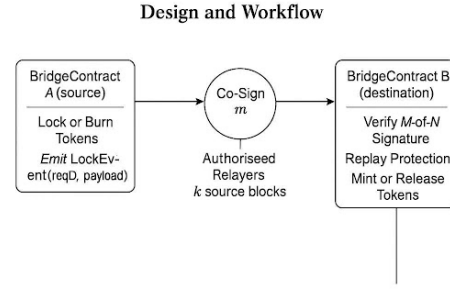 Design and Workflow
BridgeContract
A (source)
Lock or Burn
Tokens
Emit LockEv-
ent(reqD, payload)
Co-Sign
m
Authoriseed
Relayers
k source blocks
BridgeContract B
(destination)
Verify M-of-N
Signature
Replay Protection
Mint or Release
Tokens